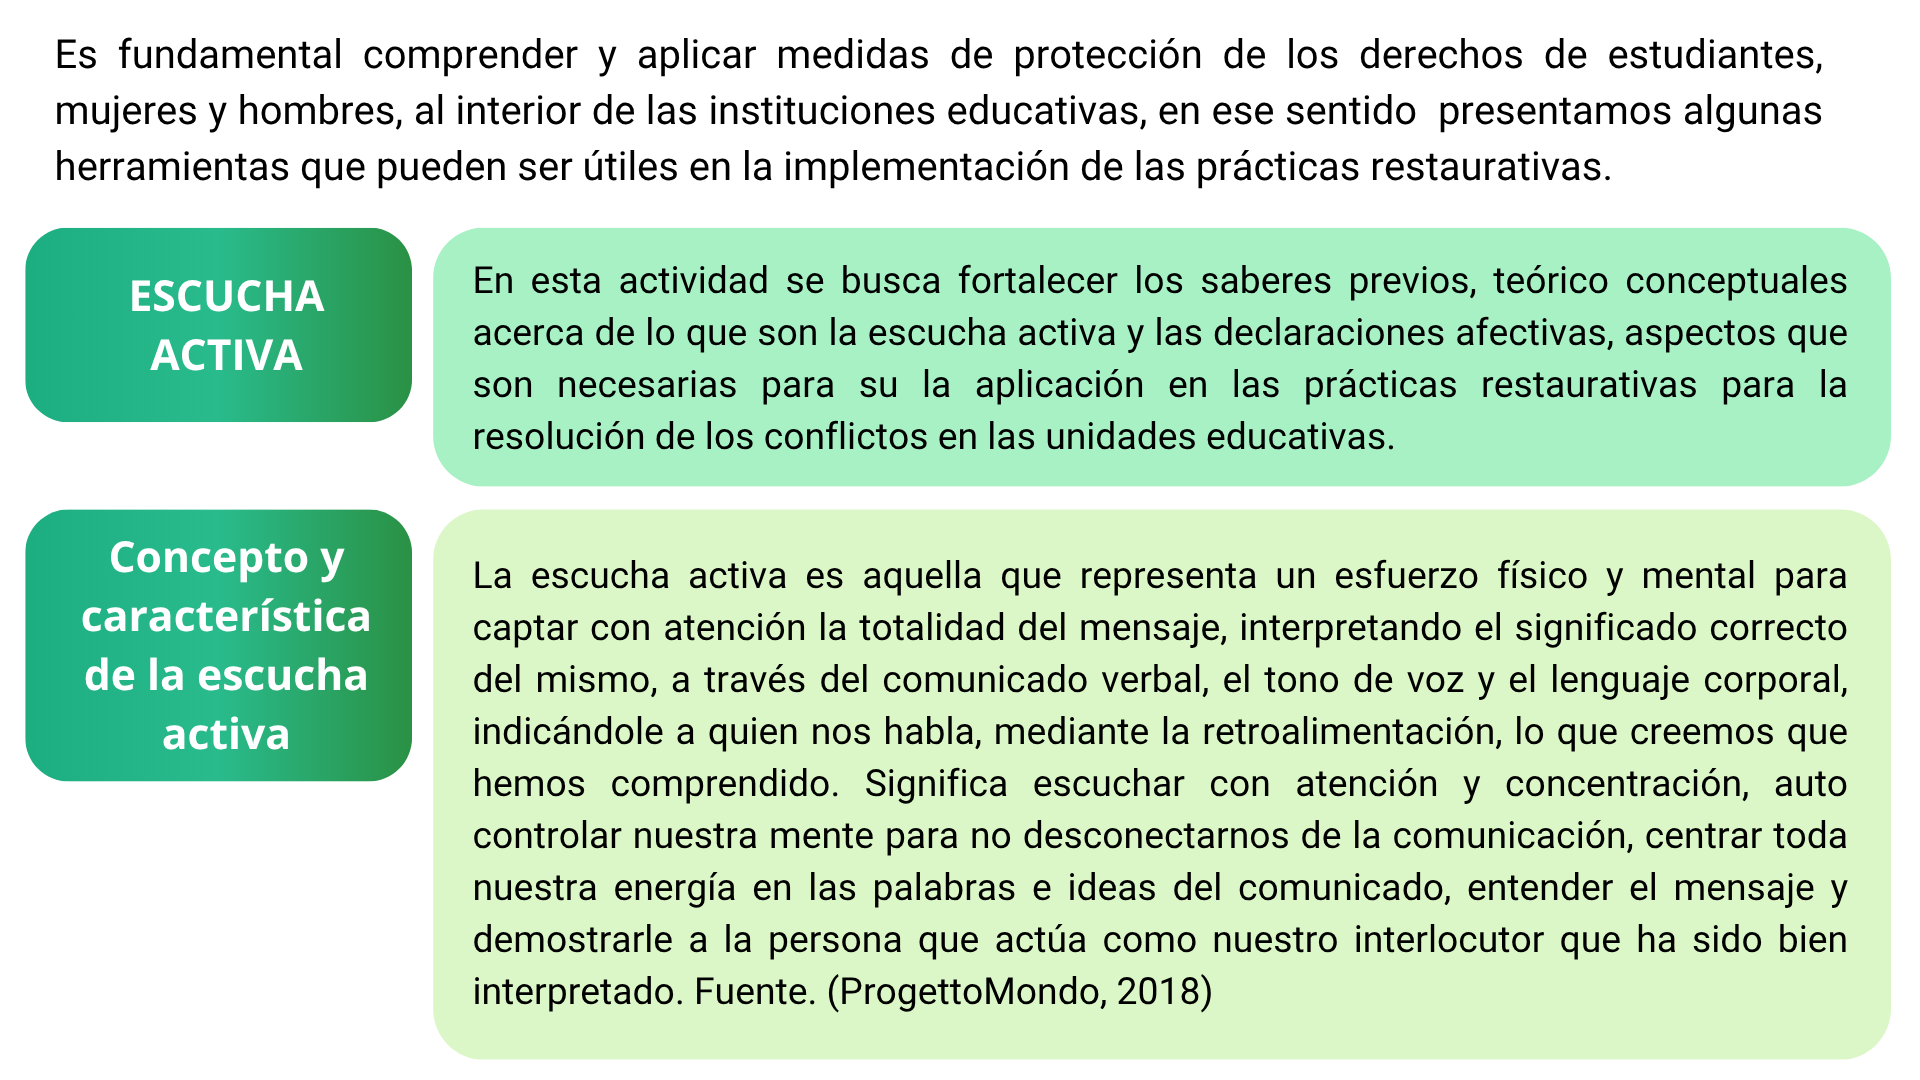 Es fundamental comprender y aplicar medidas de protección de los derechos de estudiantes,
mujeres y hombres, al interior de las instituciones educativas, en ese sentido presentamos algunas
herramientas que pueden ser útiles en la implementación de las prácticas restaurativas.
ESCUCHA
ACTIVA
En esta actividad se busca fortalecer los saberes previos, teórico conceptuales
acerca de lo que son la escucha activa y las declaraciones afectivas, aspectos que
son necesarias para su la aplicación en las prácticas restaurativas para la
resolución de los conflictos en las unidades educativas.
Concepto y
característica
de la escucha
activa
La escucha activa es aquella que representa un esfuerzo físico y mental para
captar con atención la totalidad del mensaje, interpretando el significado correcto
del mismo, a través del comunicado verbal, el tono de voz y el lenguaje corporal,
indicándole a quien nos habla, mediante la retroalimentación, lo que creemos que
hemos comprendido. Significa escuchar con atención y concentración, auto
controlar nuestra mente para no desconectarnos de la comunicación, centrar toda
nuestra energía en las palabras e ideas del comunicado, entender el mensaje y
demostrarle a la persona que actúa como nuestro interlocutor que ha sido bien
interpretado. Fuente. (ProgettoMondo, 2018)